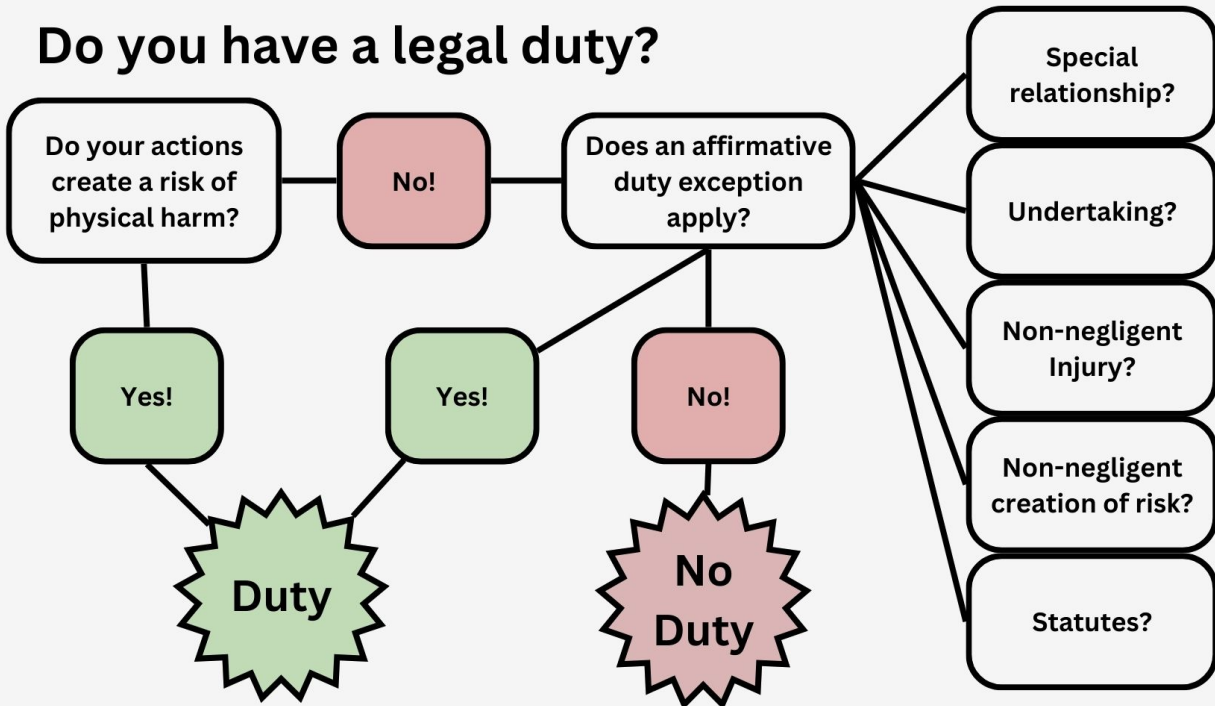 Do you have a legal duty?
Do your actions
create a risk of
physical harm?
No!
Does an affirmative
duty exception
apply?
Special
relationship?
Undertaking?
Non-negligent
Injury?
Non-negligent
creation of risk?
Statutes?
Yes!
Yes!
No!
Duty
No
Duty